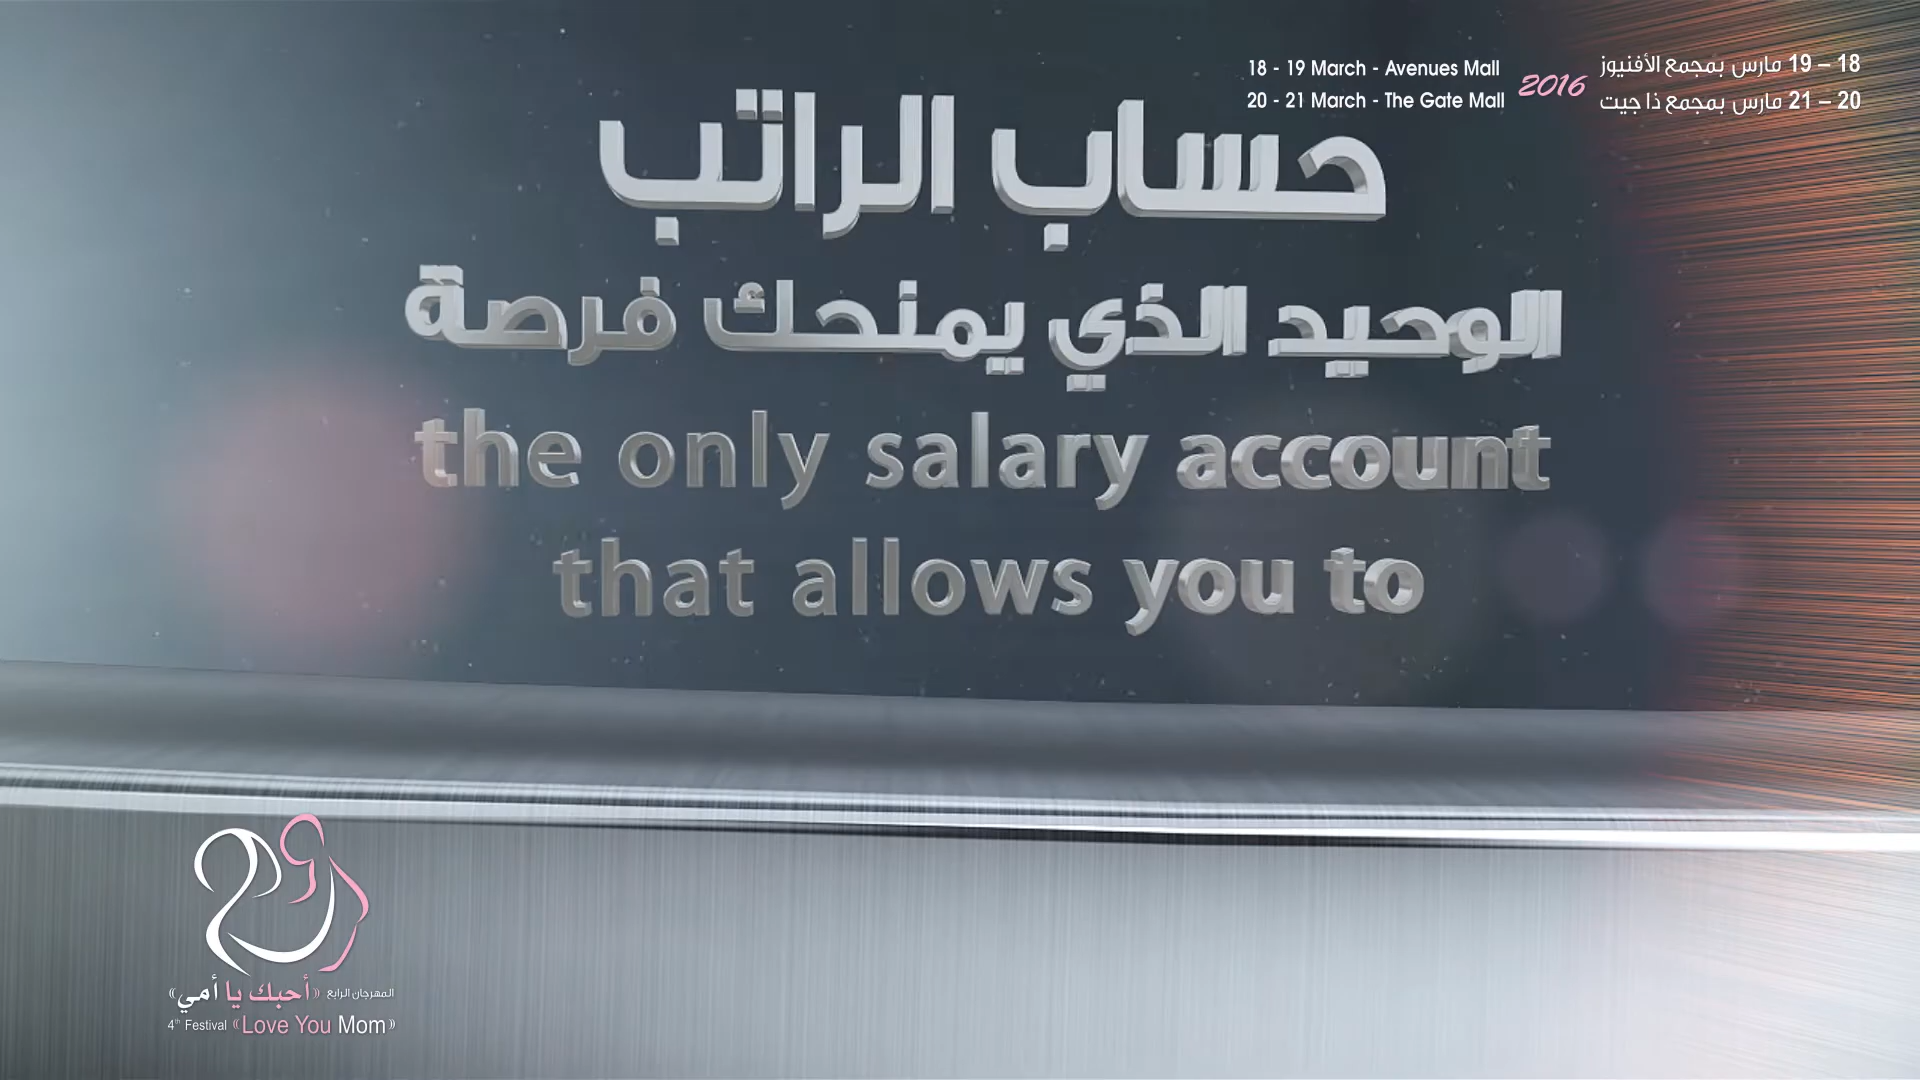 18 - 19 March - Avenues Mall
20 - 21 March - The Gate Mall
2016
18 – 19 مارس بمجمع الأفنيوز
20 – 21 مارس بمجمع ذا جيت
حساب الراتب
الوحيد الذي يمنحك فرصة
the only salary account
that allows you to
المهرجان الرابع ((أحبك يا أمي))
4th Festival ((Love You Mom))